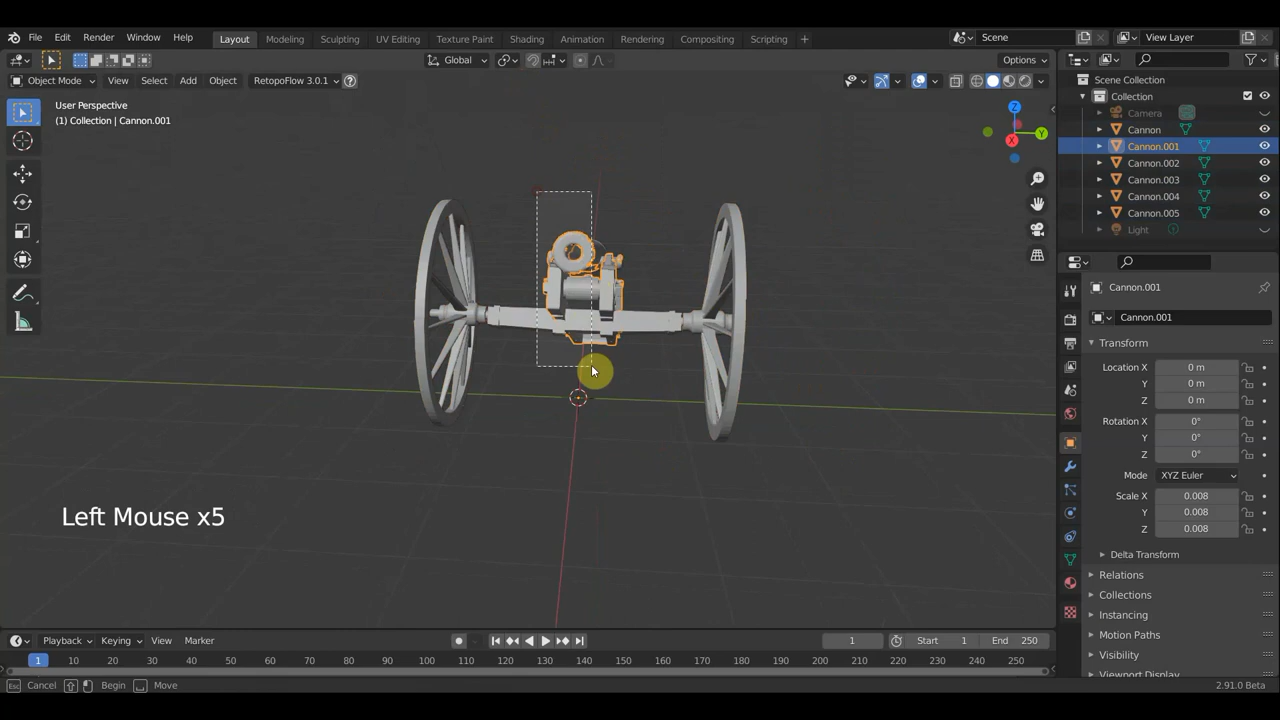 File Edit Render Window Help Layout Modeling Sculpting UV Editing Texture Paint Shading Animation Rendering Compositing Scripting + Scene View Layer
Global Options
Object Mode View Select Add Object RetopoFlow 3.0.1
User Perspective
(1) Collection | Cannon.001
Z
Y
X
Scene Collection
Collection
Camera
Cannon
Cannon.001
Cannon.002
Cannon.003
Cannon.004
Cannon.005
Light
Cannon.001
Cannon.001
Transform
Location X 0 m
Y 0 m
Z 0 m
Rotation X 0°
Y 0°
Z 0°
Mode XYZ Euler
Scale X 0.008
Y 0.008
Z 0.008
Delta Transform
Relations
Collections
Instancing
Motion Paths
Visibility
Viewport Display
Left Mouse x5
Playback Keying View Marker 1 Start 1 End 250
1 10 20 30 40 50 60 70 80 90 100 110 120 130 140 150 160 170 180 190 200 210 220 230 240 250
Esc Cancel Begin Move 2.91.0 Beta